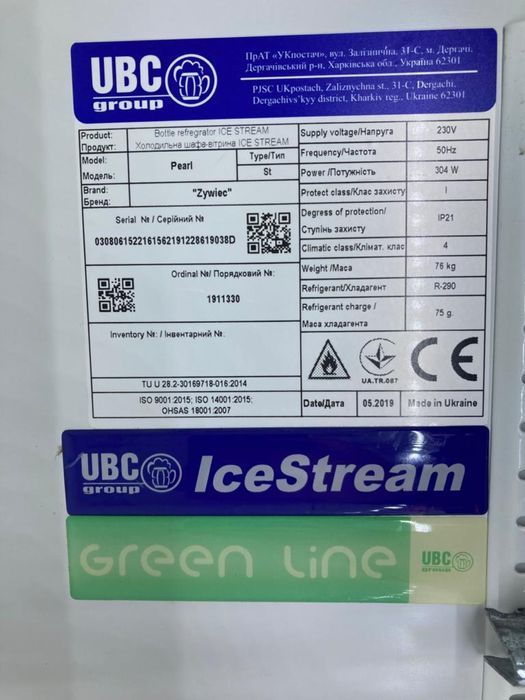 UBC
group
ПрАТ «УКпостач», вул. Залізнична, 31-С, м. Дергачі,
Дергачівський р-н, Харківська обл., Україна 62301
PJSC UKpostach, Zaliznychna st., 31-C, Dergachi,
Dergachivs'kyy district, Kharkiv reg., Ukraine 62301
Product: Bottle refregirator ICE STREAM
Продукт: Холодильна шафа-вітрина ICE STREAM
Model: Pearl Type/Тип
Модель: St
Brand: "Zywiec"
Бренд:
Serial № / Серійний №
0308061522161562191228619038D
Ordinal №/ Порядковий №:
1911330
Inventory №: / Інвентарний №:
TU U 28.2-30169718-016:2014
ISO 9001:2015; ISO 14001:2015;
OHSAS 18001:2007
Supply voltage/Напруга 230V
Frequency/Частота 50Hz
Power /Потужність 304 W
Protect class/Клас захисту I
Degress of protection/
Ступінь захисту IP21
Climatic class/Клімат. клас 4
Weight /Маса 76 kg
Refrigerant/Хладагент R-290
Refrigerant charge /
Маса хладагента 75 g.
UA.TR.087
CE
Date/Дата 05.2019 Made in Ukraine
UBC
group
IceStream
Green Line
UBC
group